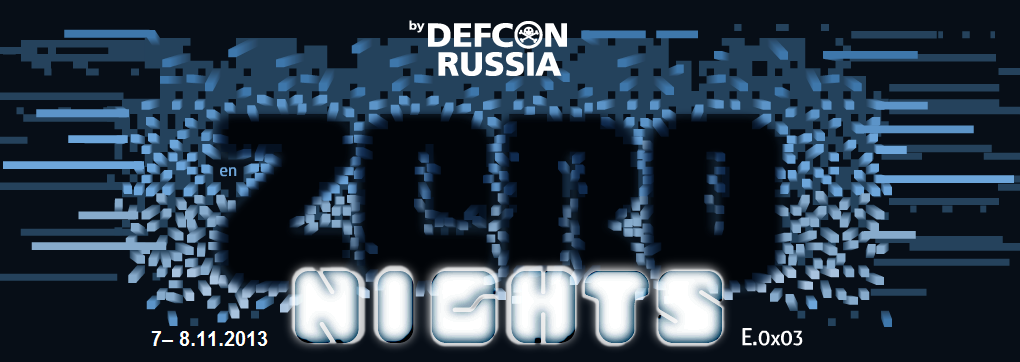 by DEFCON
RUSSIA
ZERO
en
NIGHTS
7– 8.11.2013
E.0x03